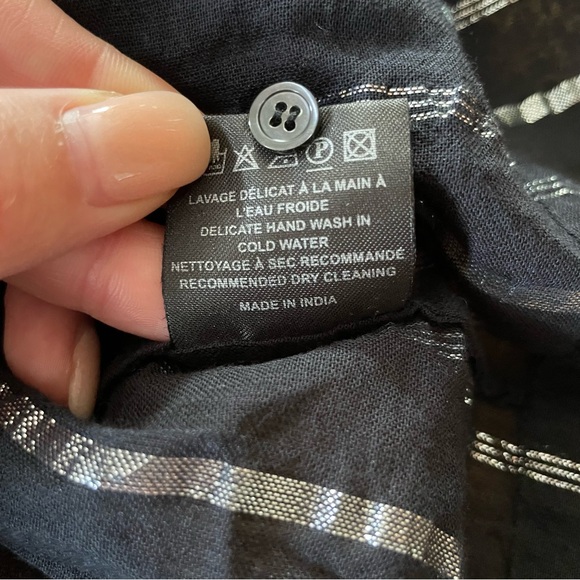 P
LAVAGE DÉLICAT À LA MAIN À
L'EAU FROIDE
DELICATE HAND WASH IN
COLD WATER
NETTOYAGE À SEC RECOMMANDÉ
RECOMMENDED DRY CLEANING
MADE IN INDIA